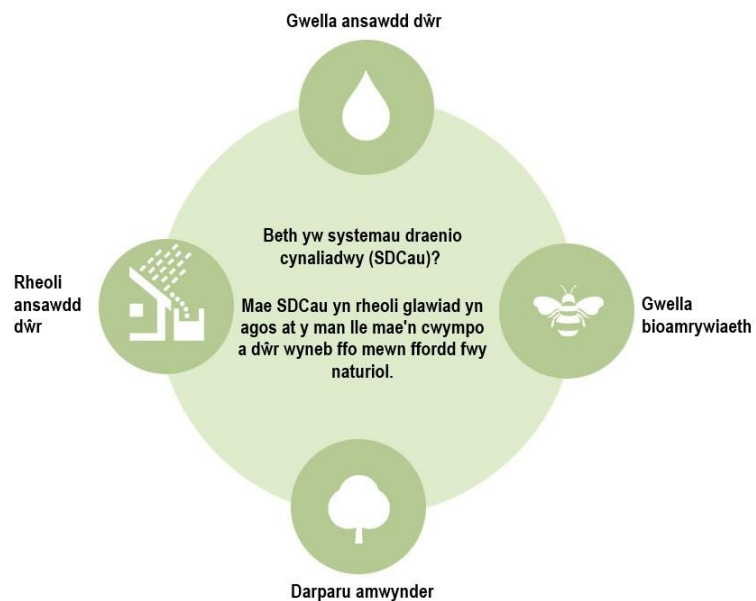 Gwella ansawdd dŵr
Beth yw systemau draenio
cynaliadwy (SDCau)?
Mae SDCau yn rheoli glawiad yn
agos at y man lle mae'n cwympo
a dŵr wyneb ffo mewn ffordd fwy
naturiol.
Rheoli
ansawdd
dŵr
Gwella
bioamrywiaeth
Darparu amwynder